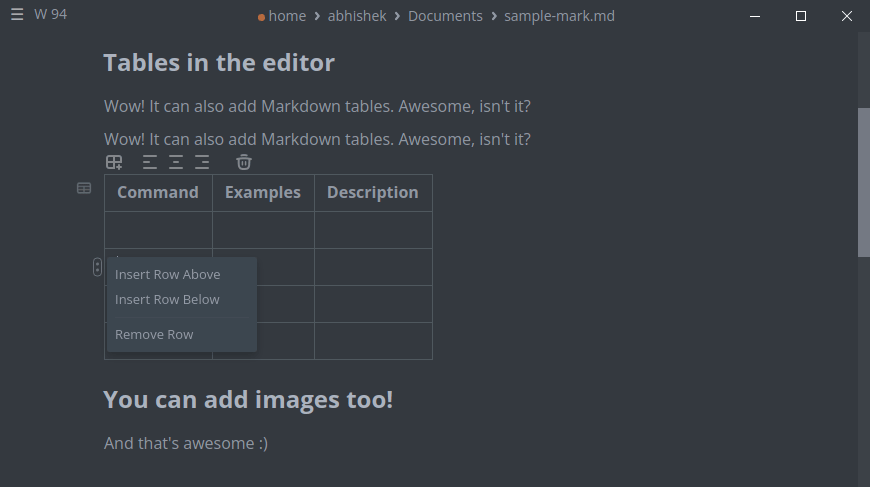 W 94
home > abhishek > Documents > sample-mark.md
Tables in the editor
Wow! It can also add Markdown tables. Awesome, isn't it?
Wow! It can also add Markdown tables. Awesome, isn't it?
Command Examples Description
Insert Row Above
Insert Row Below
Remove Row
You can add images too!
And that's awesome :)